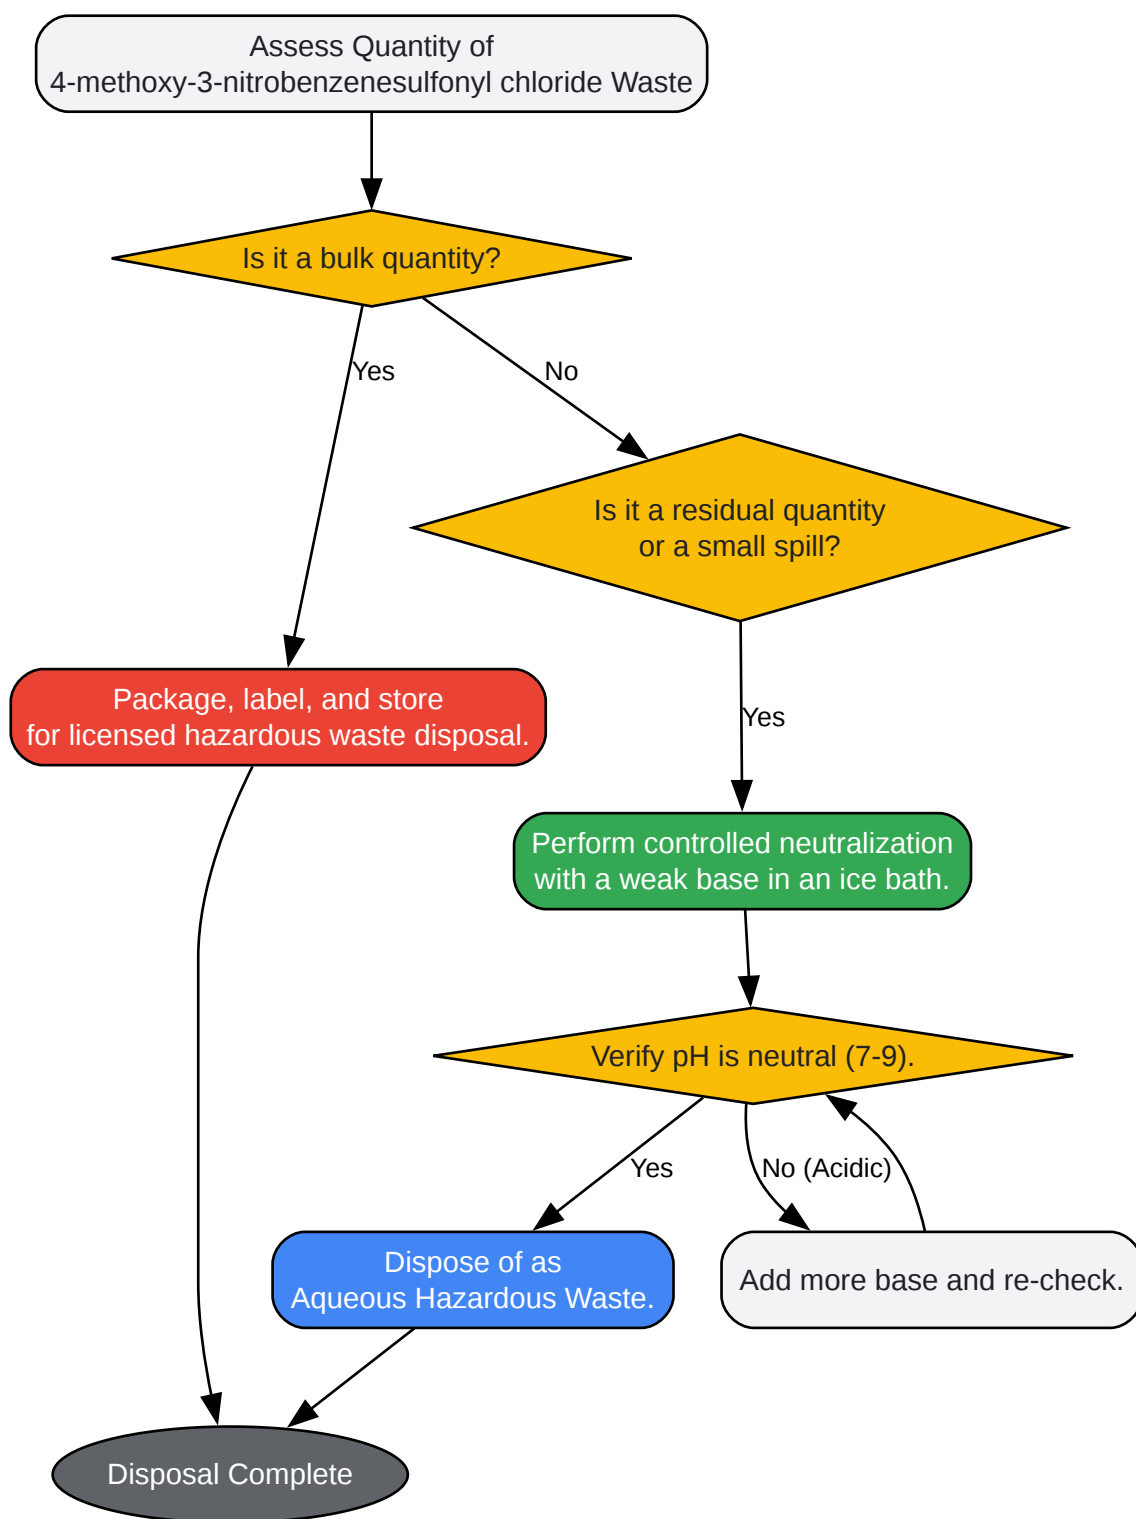 Assess Quantity of
4-methoxy-3-nitrobenzenesulfonyl chloride Waste
Is it a bulk quantity?
Yes
No
Is it a residual quantity
or a small spill?
Package, label, and store
for licensed hazardous waste disposal.
Yes
Perform controlled neutralization
with a weak base in an ice bath.
Verify pH is neutral (7-9).
Yes
No (Acidic)
Dispose of as
Aqueous Hazardous Waste.
Add more base and re-check.
Disposal Complete